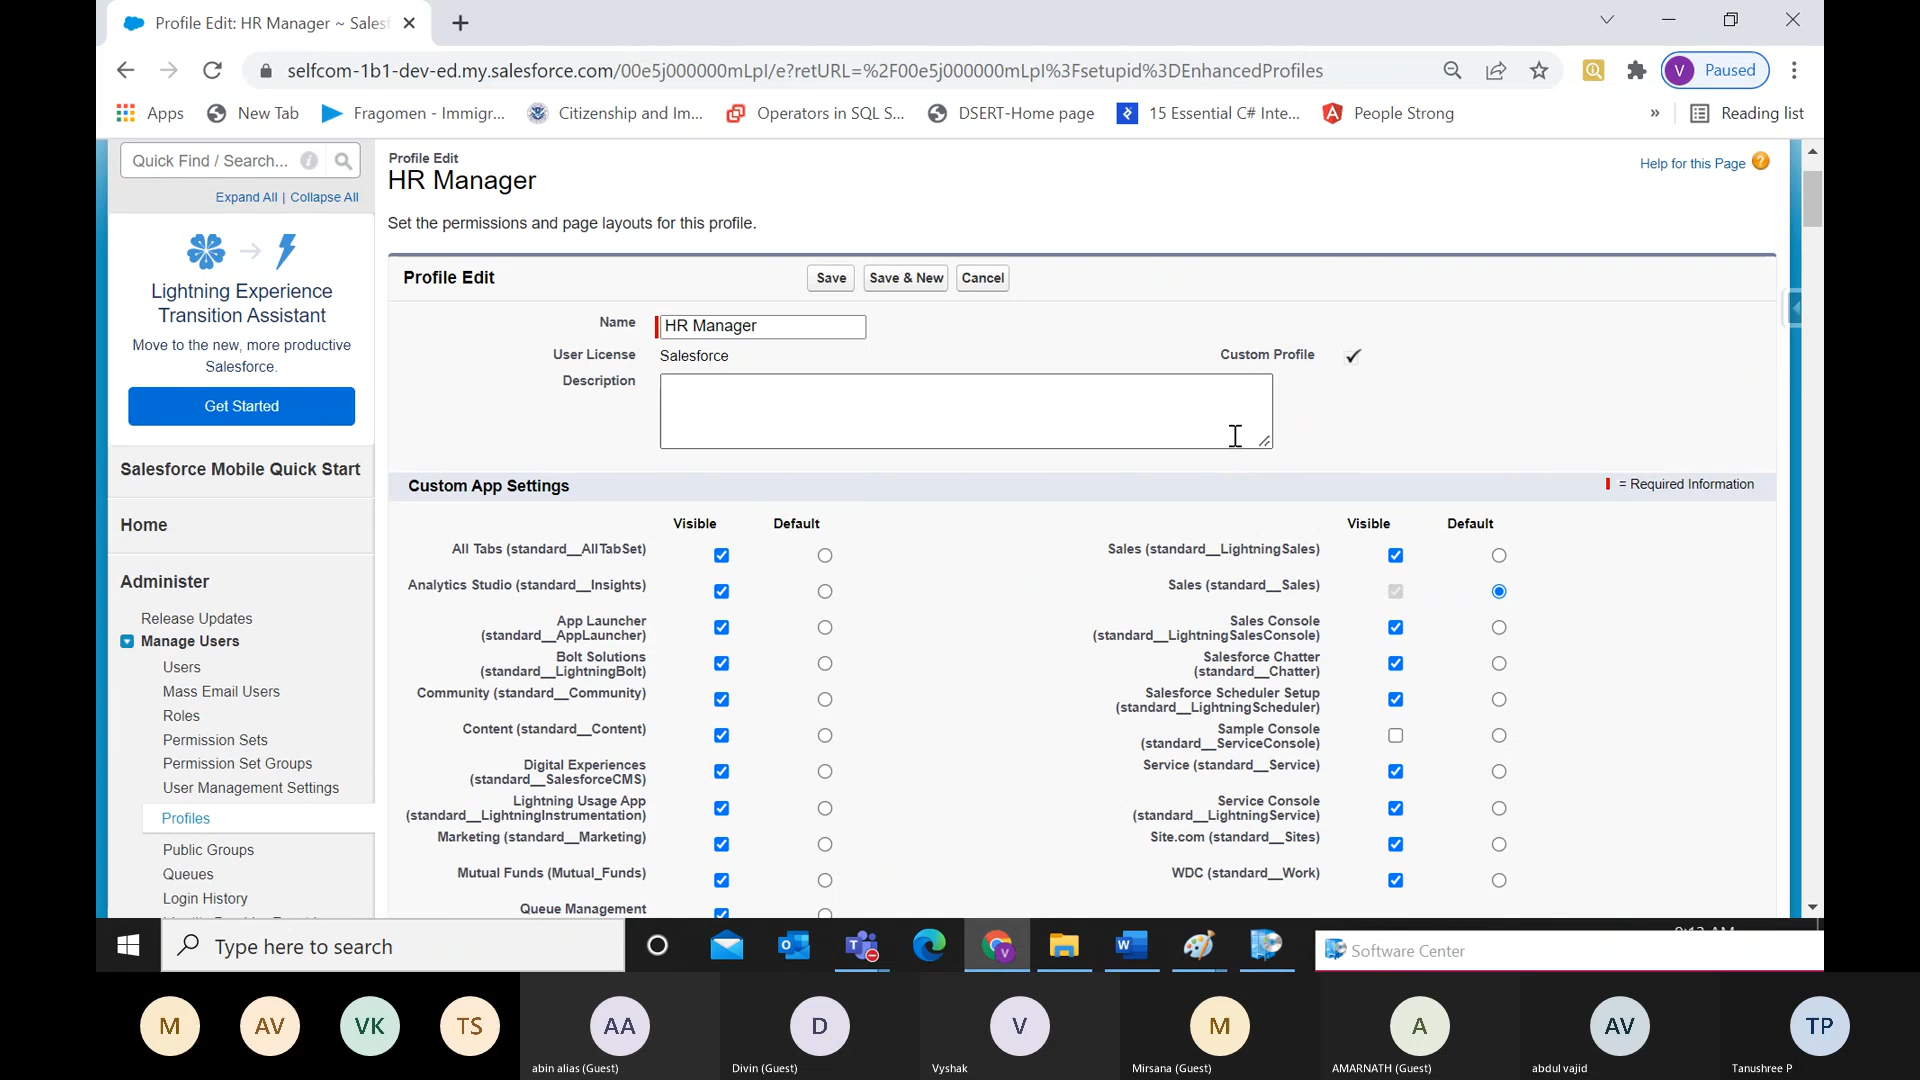 Profile Edit: HR Manager ~ Sales
selfcom-1b1-dev-ed.my.salesforce.com/00e5j000000mLpI/e?retURL=%2F00e5j000000mLpI%3Fsetupid%3DEnhancedProfiles
V Paused
Apps New Tab Fragomen - Immigr... Citizenship and Im... Operators in SQL S... DSERT-Home page 15 Essential C# Inte... People Strong » Reading list
Quick Find / Search...
Expand All | Collapse All
Lightning Experience
Transition Assistant
Move to the new, more productive
Salesforce.
Get Started
Salesforce Mobile Quick Start
Home
Administer
Release Updates
Manage Users
Users
Mass Email Users
Roles
Permission Sets
Permission Set Groups
User Management Settings
Profiles
Public Groups
Queues
Login History
Profile Edit
HR Manager
Help for this Page ?
Set the permissions and page layouts for this profile.
Profile Edit Save Save & New Cancel
Name HR Manager
User License Salesforce Custom Profile
Description
Custom App Settings = Required Information
Visible Default Visible Default
All Tabs (standard__AllTabSet) Sales (standard__LightningSales)
Analytics Studio (standard__Insights) Sales (standard__Sales)
App Launcher Sales Console
(standard__AppLauncher) (standard__LightningSalesConsole)
Bolt Solutions Salesforce Chatter
(standard__LightningBolt) (standard__Chatter)
Community (standard__Community) Salesforce Scheduler Setup
(standard__LightningScheduler)
Content (standard__Content) Sample Console
(standard__ServiceConsole)
Digital Experiences Service (standard__Service)
(standard__SalesforceCMS)
Lightning Usage App Service Console
(standard__LightningInstrumentation) (standard__LightningService)
Marketing (standard__Marketing) Site.com (standard__Sites)
Mutual Funds (Mutual_Funds) WDC (standard__Work)
Queue Management
Type here to search
Software Center
M AV VK TS AA D V M A AV TP
abin alias (Guest) Divin (Guest) Vyshak Mirsana (Guest) AMARNATH (Guest) abdul vajid Tanushree P